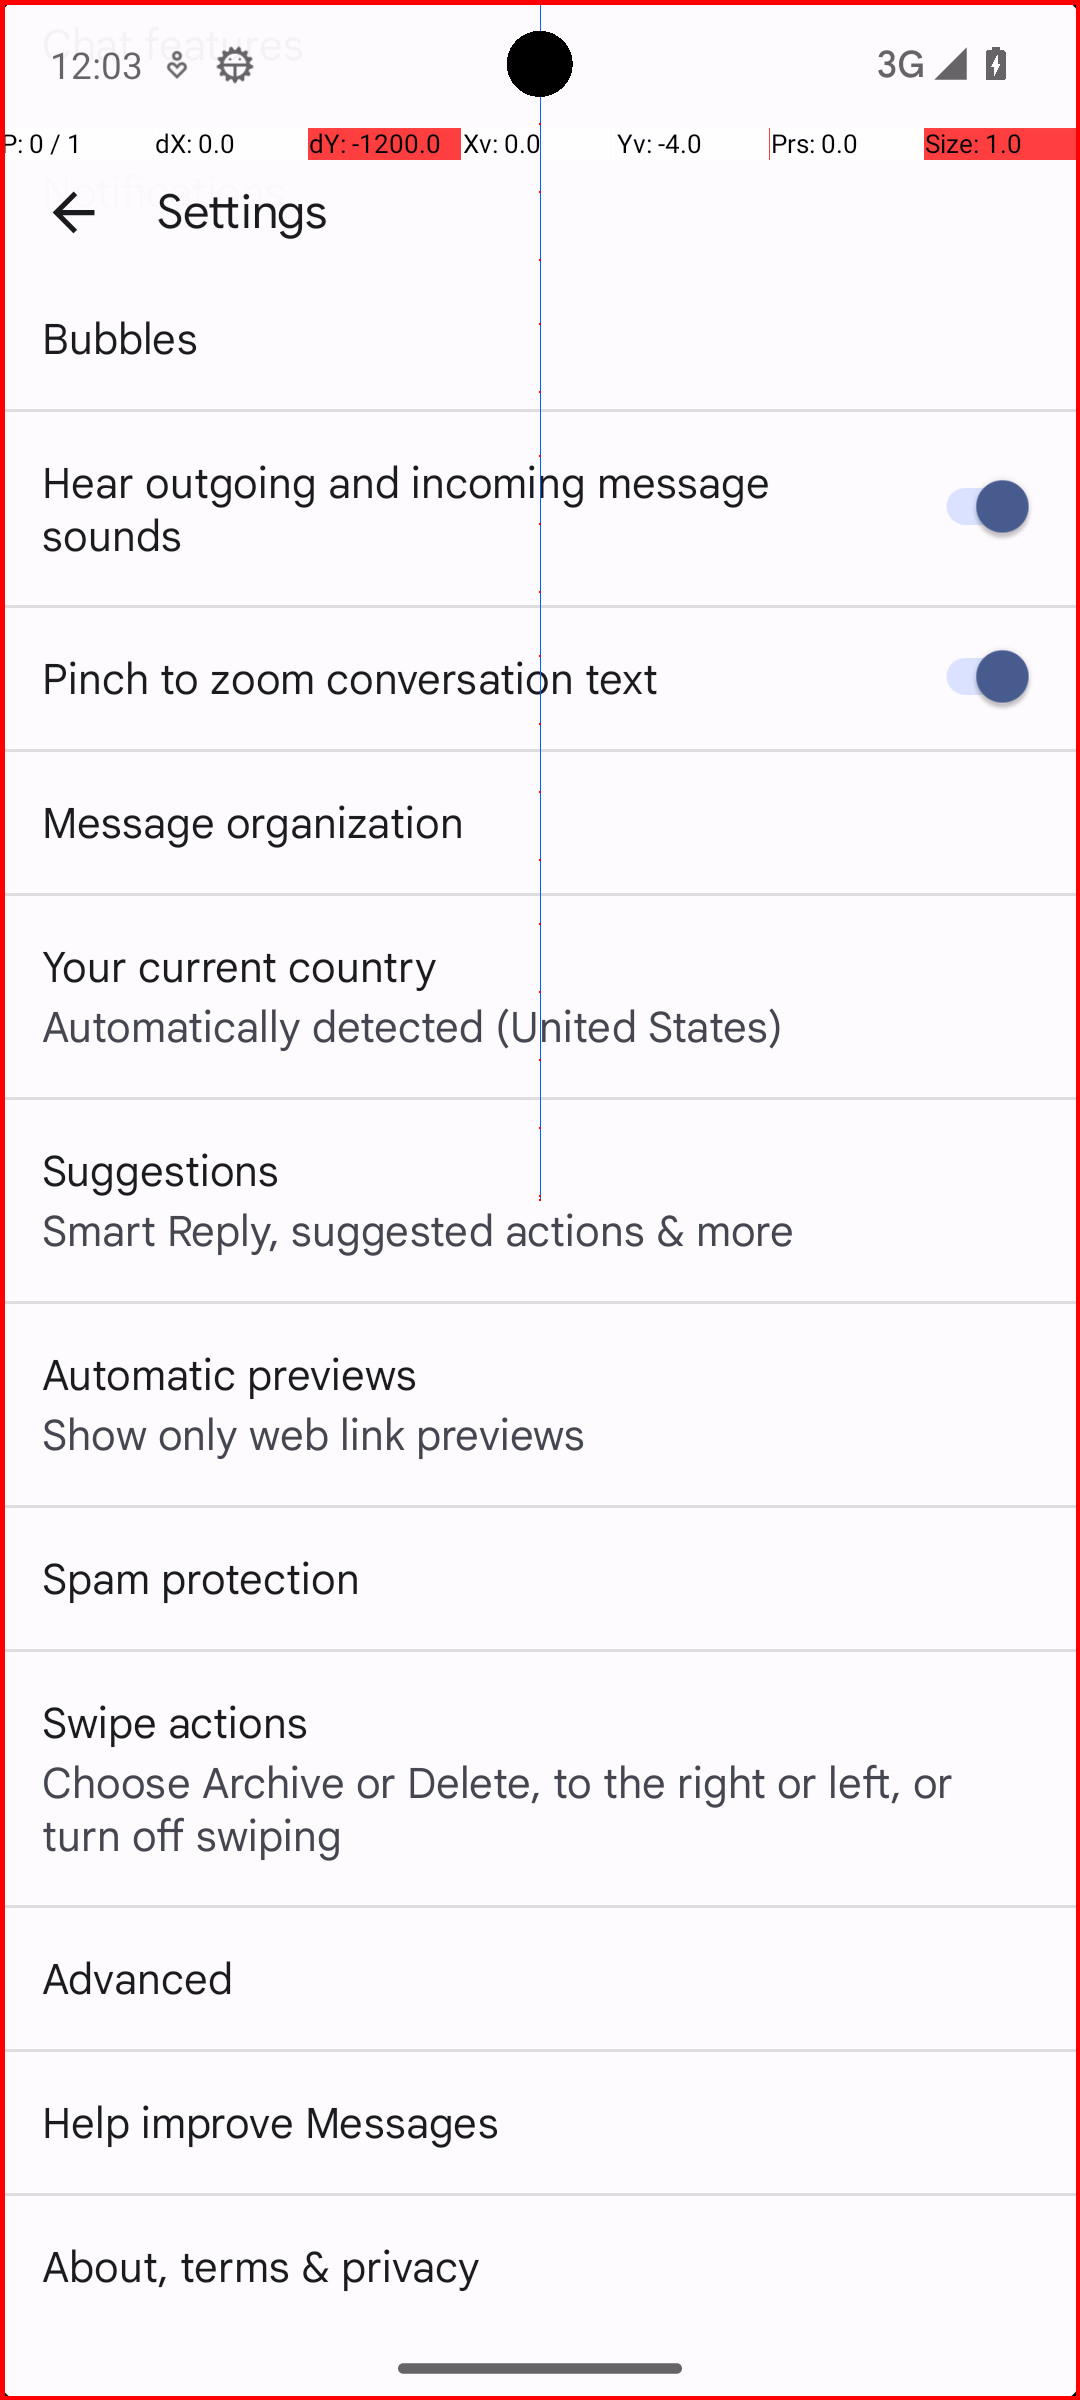 Chat features
12:03
3G
P: 0 / 1 dX: 0.0 dY: -1200.0 Xv: 0.0 Yv: -4.0 Prs: 0.0 Size: 1.0
Notifications
Settings
Bubbles
Hear outgoing and incoming message
sounds
Pinch to zoom conversation text
Message organization
Your current country
Automatically detected (United States)
Suggestions
Smart Reply, suggested actions & more
Automatic previews
Show only web link previews
Spam protection
Swipe actions
Choose Archive or Delete, to the right or left, or
turn off swiping
Advanced
Help improve Messages
About, terms & privacy